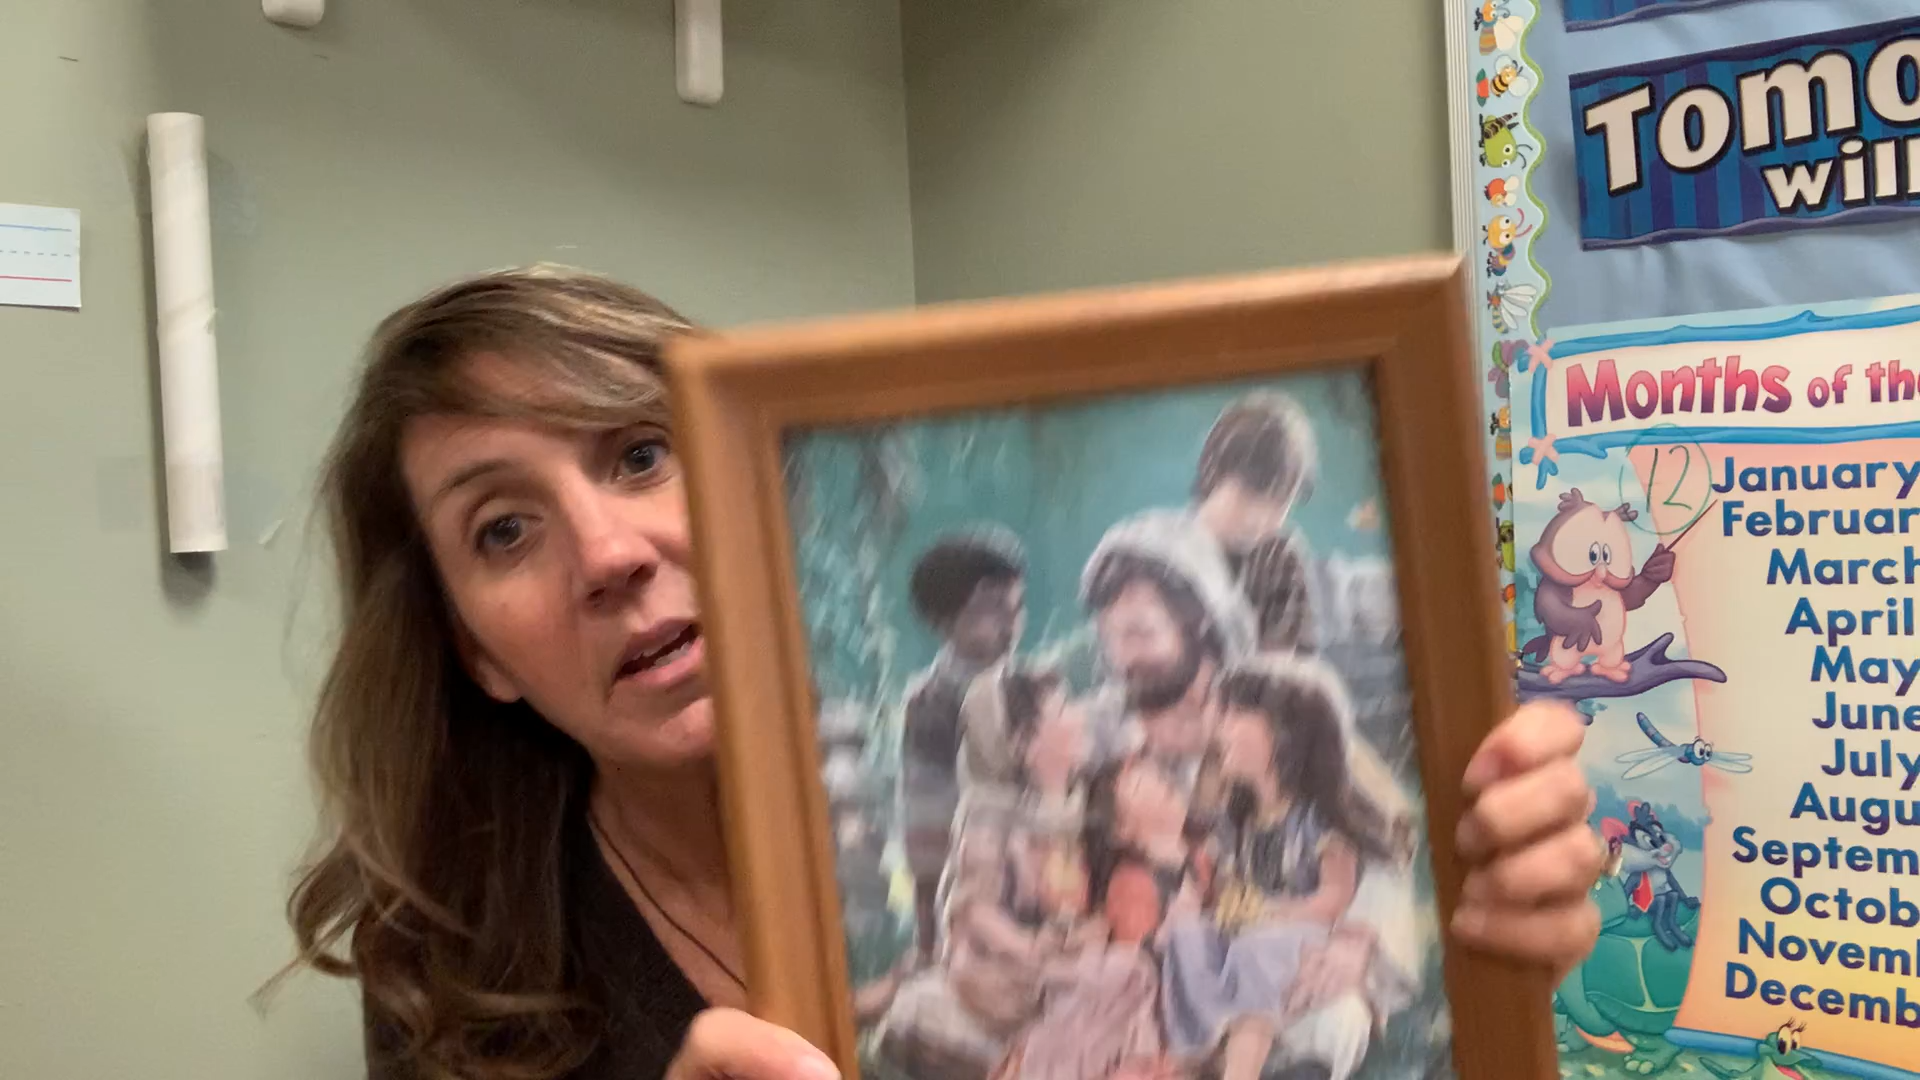 Tomo
will
Months of the
12
January
Februar
March
April
May
June
July
Augu
Septem
Octob
Novem
Decemb